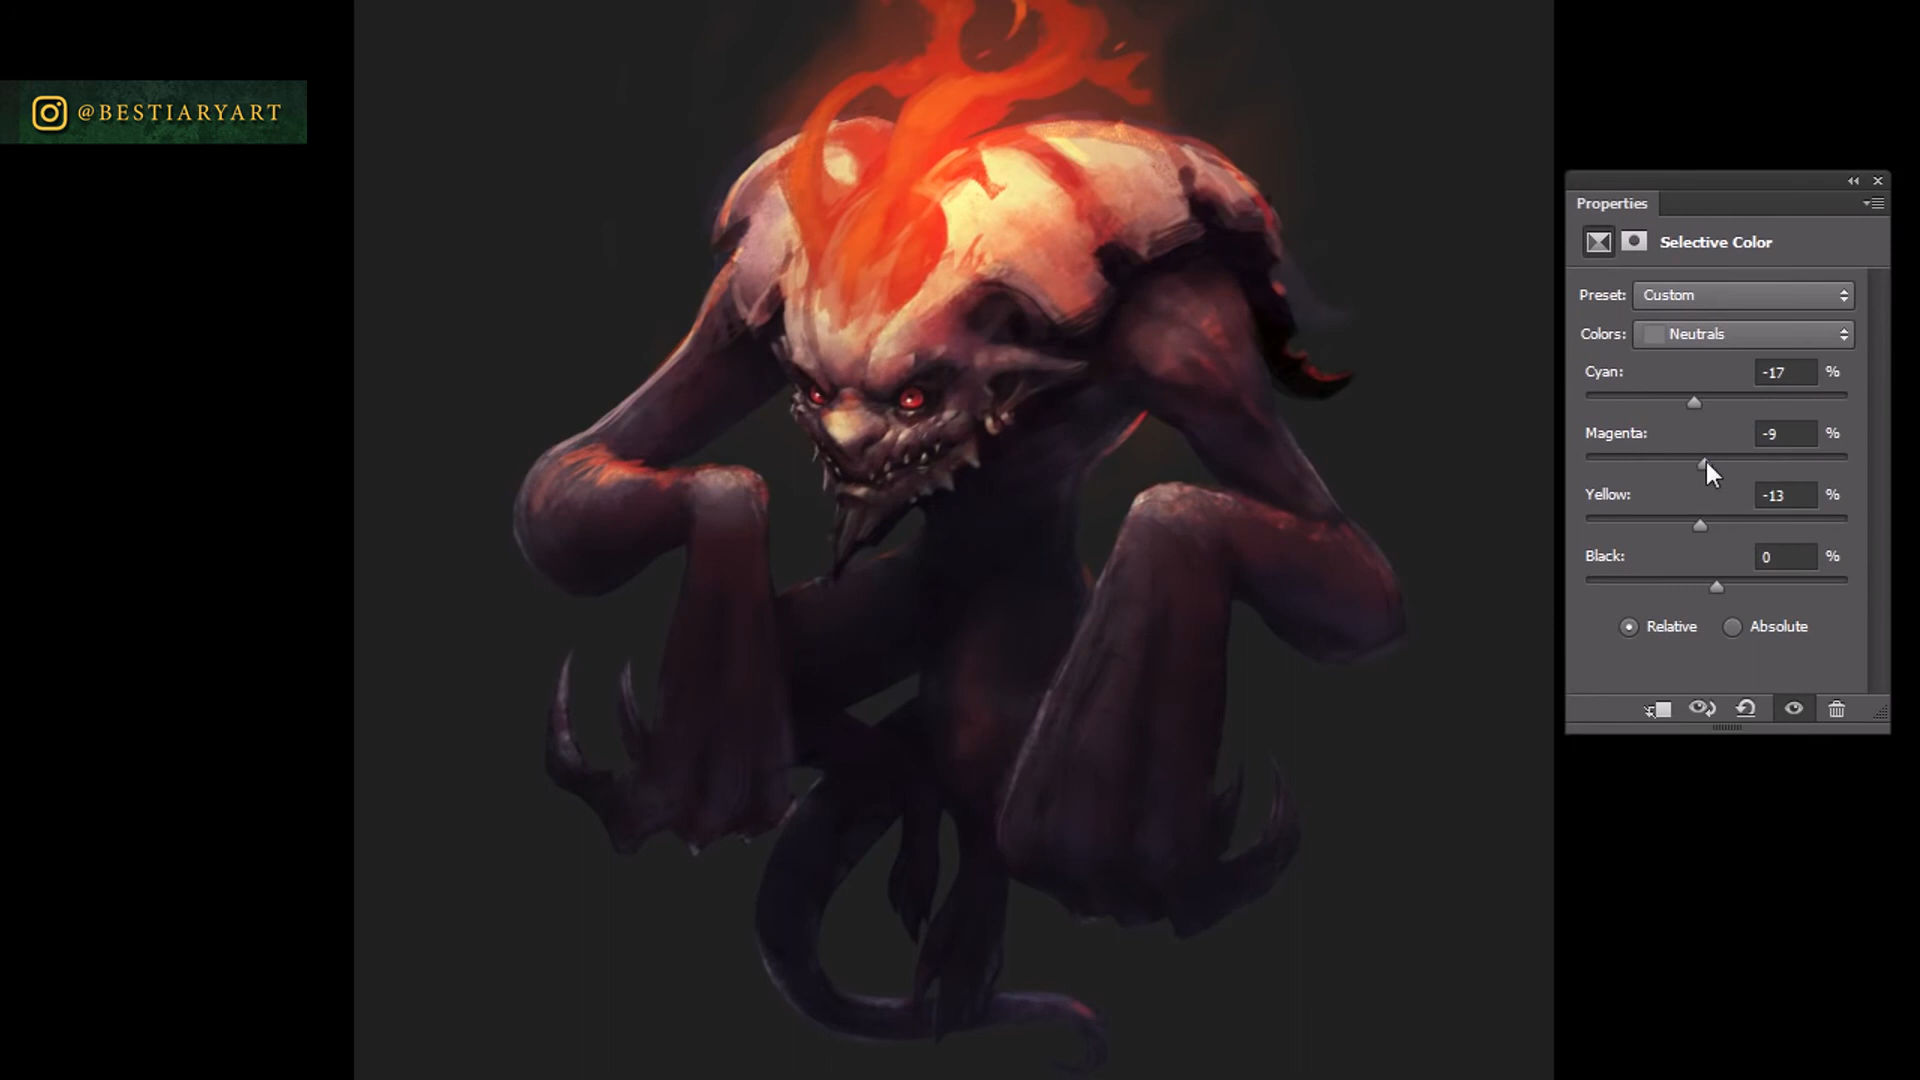 @BESTIARYART
Properties
Selective Color
Preset: Custom
Colors: Neutrals
Cyan: -17 %
Magenta: -9 %
Yellow: -13 %
Black: 0 %
Relative Absolute